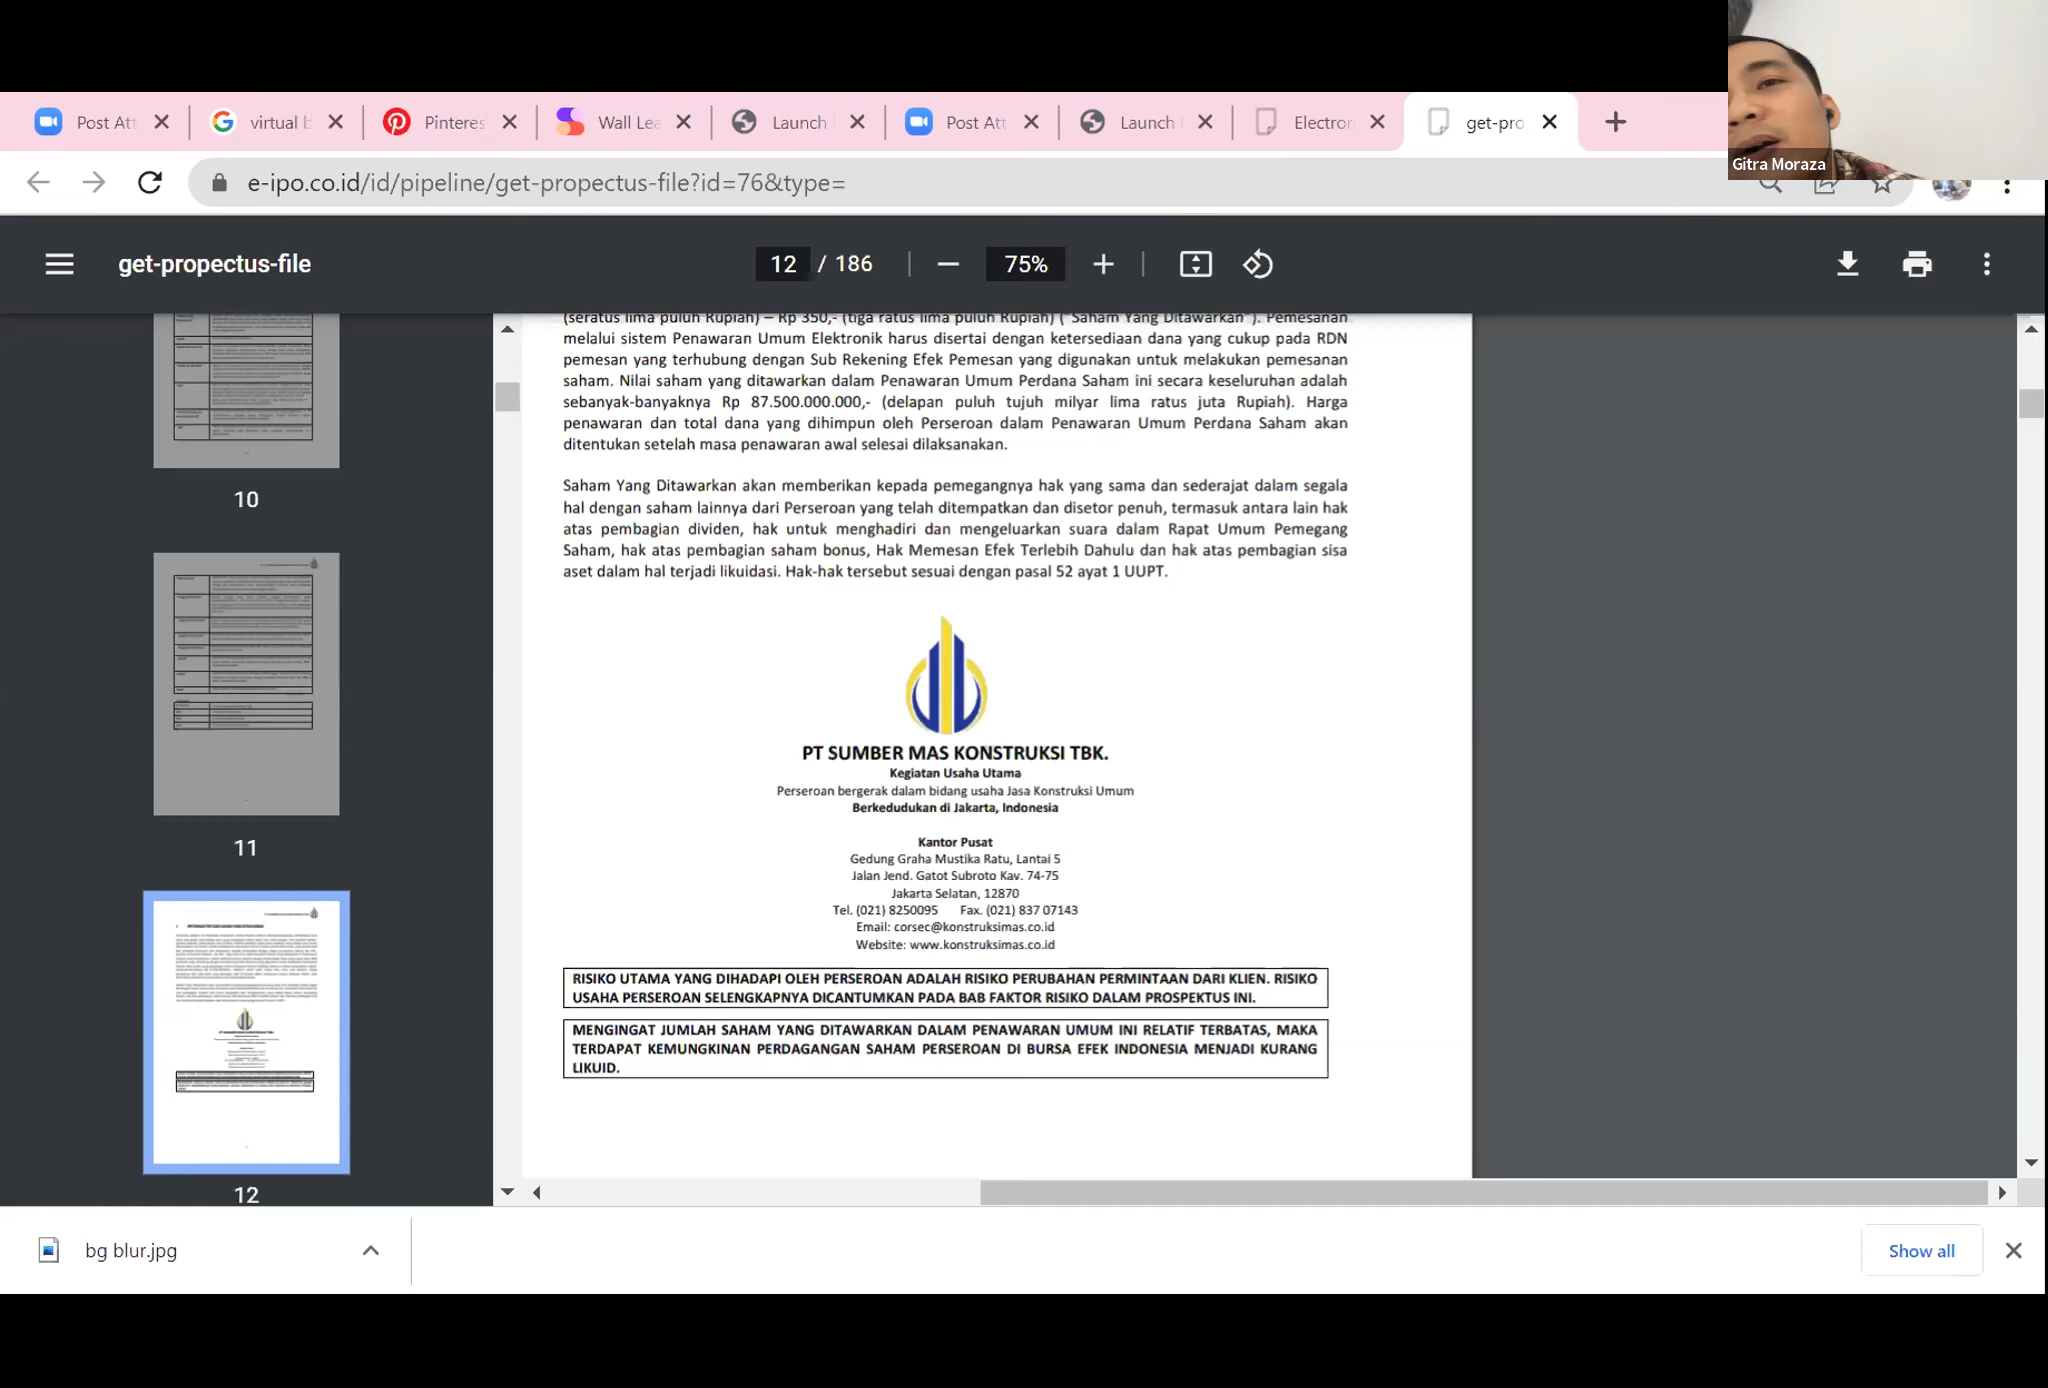 Post Att
virtual b
Pinteres
Wall Lea
Launch
Post Att
Launch
Electron
get-pro
Gitra Moraza
e-ipo.co.id/id/pipeline/get-propectus-file?id=76&type=
get-propectus-file
12 / 186
75%
(seratus lima puluh Rupiah) – Rp 350,- (tiga ratus lima puluh Rupiah) ("Saham Yang Ditawarkan"). Pemesanan
melalui sistem Penawaran Umum Elektronik harus disertai dengan ketersediaan dana yang cukup pada RDN
pemesan yang terhubung dengan Sub Rekening Efek Pemesan yang digunakan untuk melakukan pemesanan
saham. Nilai saham yang ditawarkan dalam Penawaran Umum Perdana Saham ini secara keseluruhan adalah
sebanyak-banyaknya Rp 87.500.000.000,- (delapan puluh tujuh milyar lima ratus juta Rupiah). Harga
penawaran dan total dana yang dihimpun oleh Perseroan dalam Penawaran Umum Perdana Saham akan
ditentukan setelah masa penawaran awal selesai dilaksanakan.
Saham Yang Ditawarkan akan memberikan kepada pemegangnya hak yang sama dan sederajat dalam segala
hal dengan saham lainnya dari Perseroan yang telah ditempatkan dan disetor penuh, termasuk antara lain hak
atas pembagian dividen, hak untuk menghadiri dan mengeluarkan suara dalam Rapat Umum Pemegang
Saham, hak atas pembagian saham bonus, Hak Memesan Efek Terlebih Dahulu dan hak atas pembagian sisa
aset dalam hal terjadi likuidasi. Hak-hak tersebut sesuai dengan pasal 52 ayat 1 UUPT.
PT SUMBER MAS KONSTRUKSI TBK.
Kegiatan Usaha Utama
Perseroan bergerak dalam bidang usaha Jasa Konstruksi Umum
Berkedudukan di Jakarta, Indonesia
Kantor Pusat
Gedung Graha Mustika Ratu, Lantai 5
Jalan Jend. Gatot Subroto Kav. 74-75
Jakarta Selatan, 12870
Tel. (021) 8250095 Fax. (021) 837 07143
Email: corsec@konstruksimas.co.id
Website: www.konstruksimas.co.id
RISIKO UTAMA YANG DIHADAPI OLEH PERSEROAN ADALAH RISIKO PERUBAHAN PERMINTAAN DARI KLIEN. RISIKO
USAHA PERSEROAN SELENGKAPNYA DICANTUMKAN PADA BAB FAKTOR RISIKO DALAM PROSPEKTUS INI.
MENGINGAT JUMLAH SAHAM YANG DITAWARKAN DALAM PENAWARAN UMUM INI RELATIF TERBATAS, MAKA
TERDAPAT KEMUNGKINAN PERDAGANGAN SAHAM PERSEROAN DI BURSA EFEK INDONESIA MENJADI KURANG
LIKUID.
10
11
12
bg blur.jpg
Show all